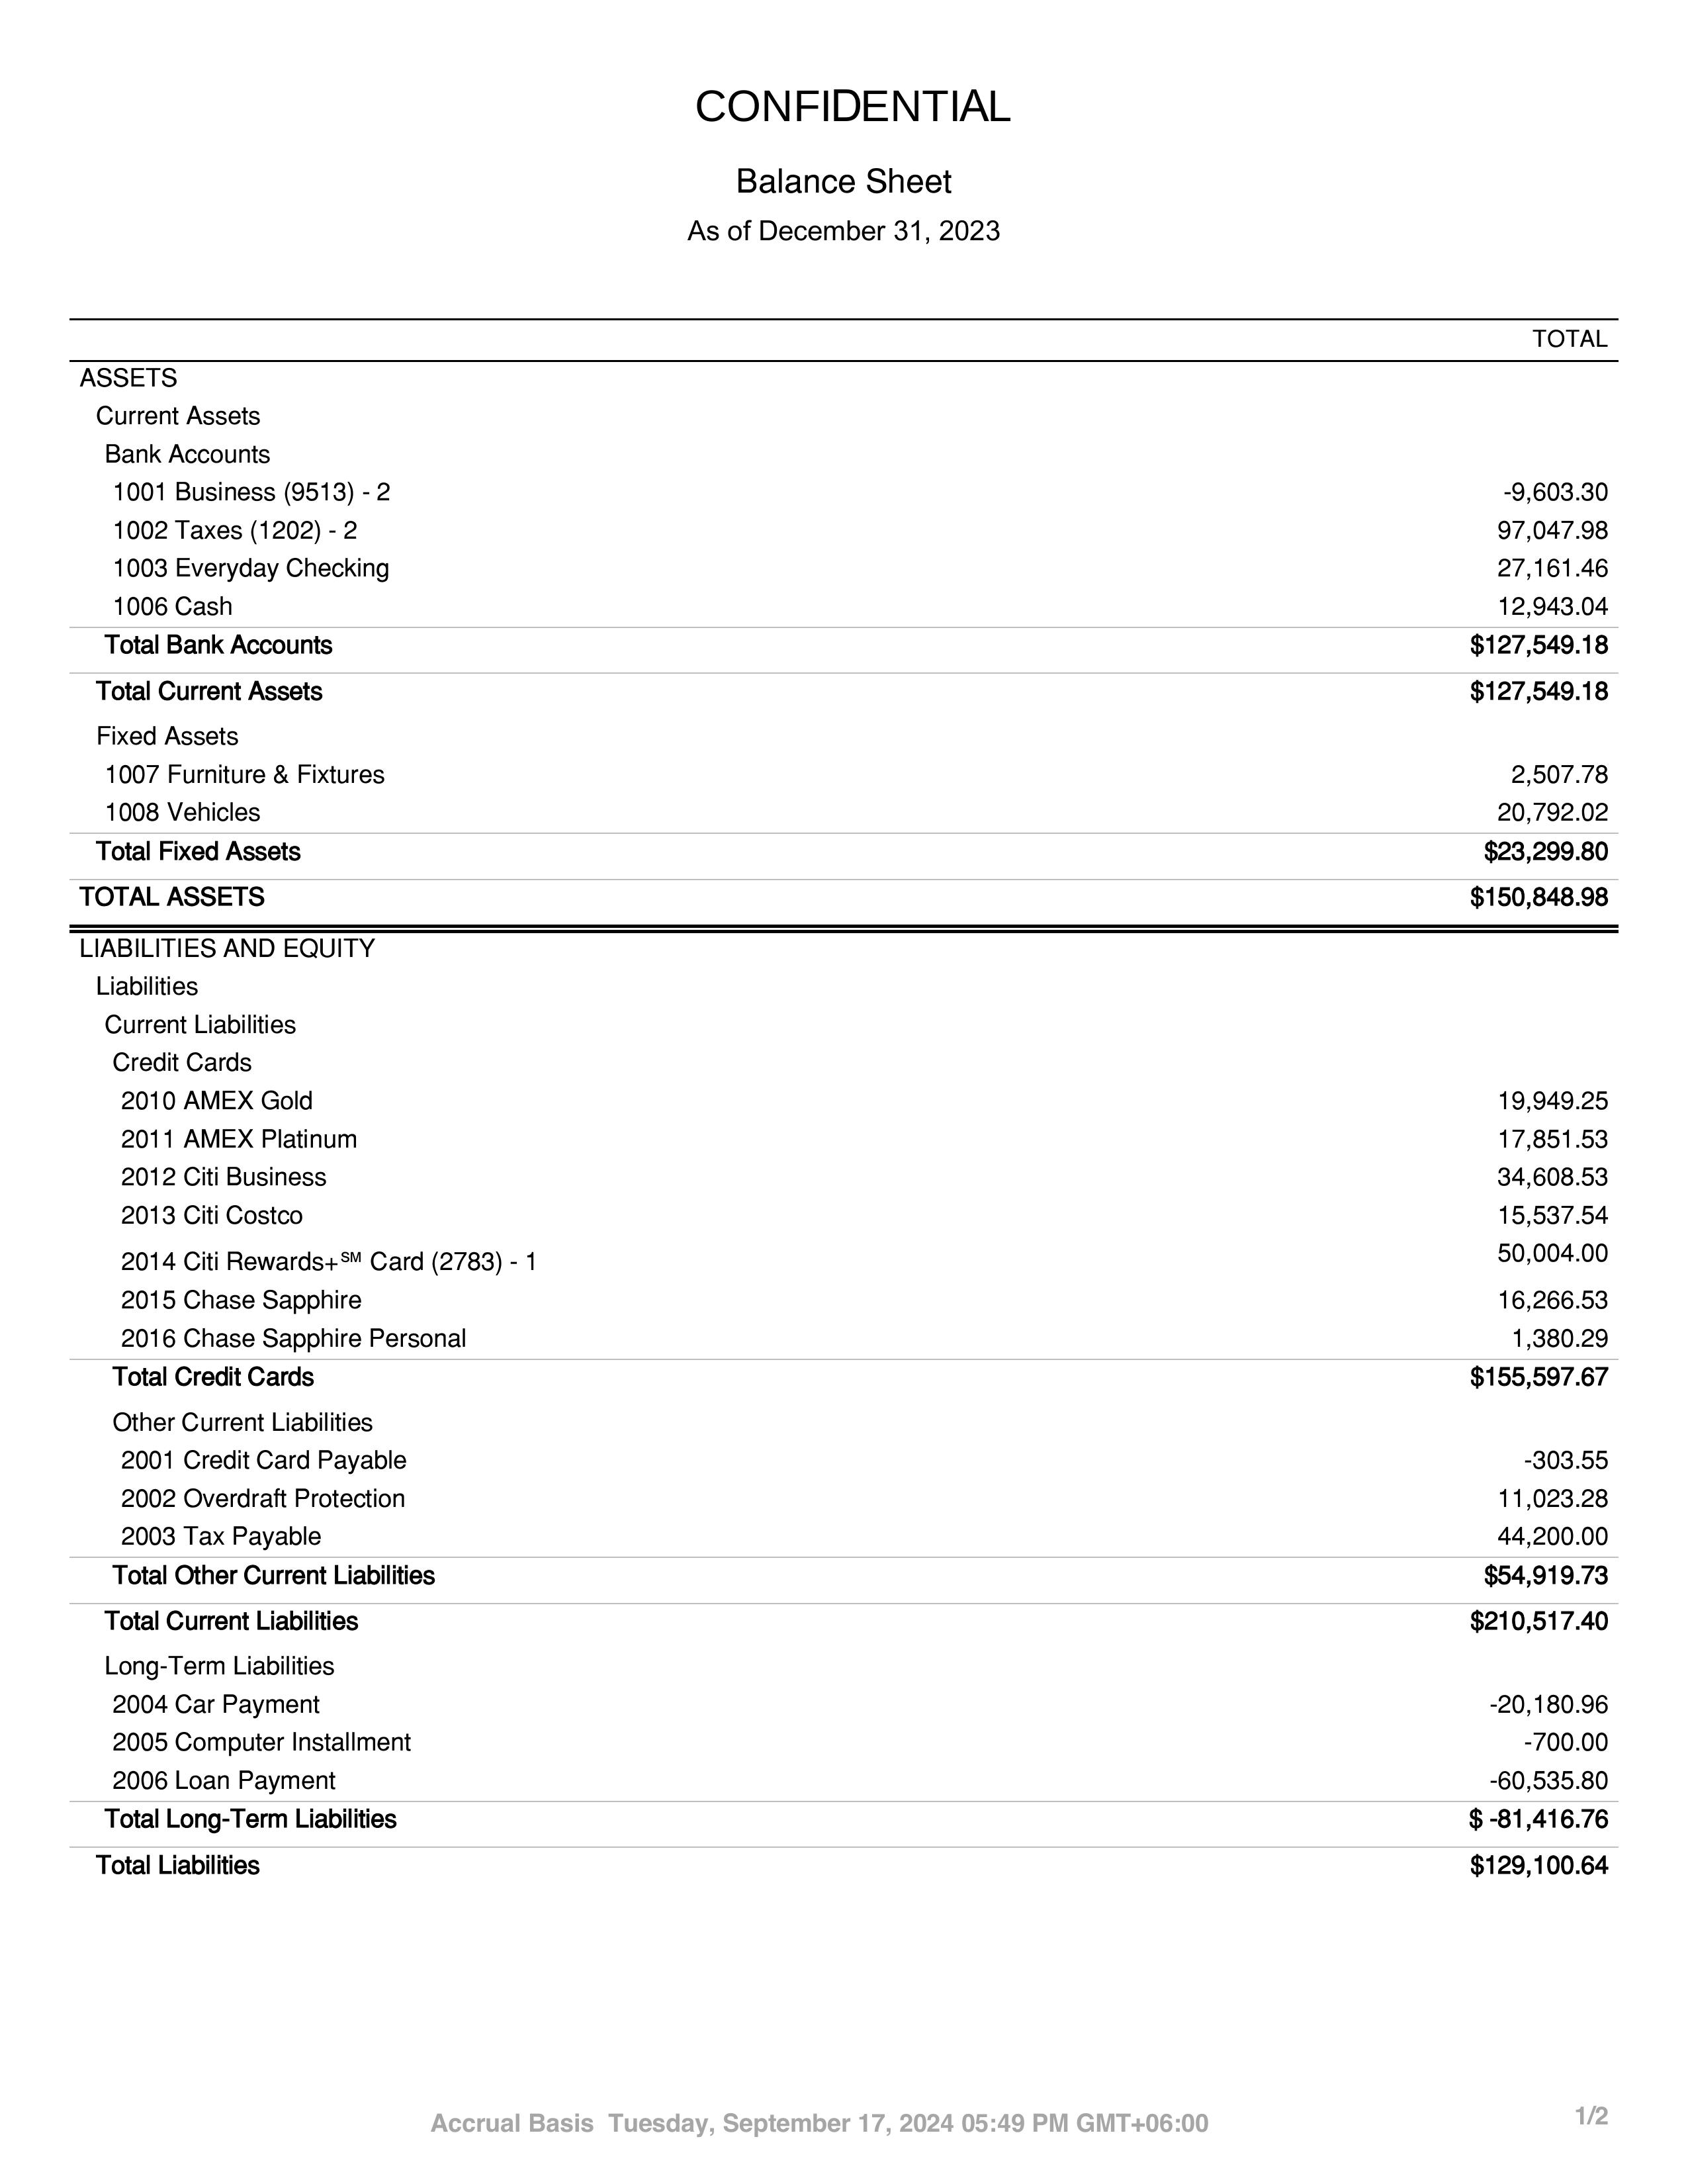 CONFIDENTIAL
Balance Sheet
As of December 31, 2023
TOTAL
ASSETS
Current Assets
Bank Accounts
1001 Business (9513) - 2 -9,603.30
1002 Taxes (1202) - 2 97,047.98
1003 Everyday Checking 27,161.46
1006 Cash 12,943.04
Total Bank Accounts $127,549.18
Total Current Assets $127,549.18
Fixed Assets
1007 Furniture & Fixtures 2,507.78
1008 Vehicles 20,792.02
Total Fixed Assets $23,299.80
TOTAL ASSETS $150,848.98
LIABILITIES AND EQUITY
Liabilities
Current Liabilities
Credit Cards
2010 AMEX Gold 19,949.25
2011 AMEX Platinum 17,851.53
2012 Citi Business 34,608.53
2013 Citi Costco 15,537.54
2014 Citi Rewards+℠ Card (2783) - 1 50,004.00
2015 Chase Sapphire 16,266.53
2016 Chase Sapphire Personal 1,380.29
Total Credit Cards $155,597.67
Other Current Liabilities
2001 Credit Card Payable -303.55
2002 Overdraft Protection 11,023.28
2003 Tax Payable 44,200.00
Total Other Current Liabilities $54,919.73
Total Current Liabilities $210,517.40
Long-Term Liabilities
2004 Car Payment -20,180.96
2005 Computer Installment -700.00
2006 Loan Payment -60,535.80
Total Long-Term Liabilities $ -81,416.76
Total Liabilities $129,100.64
Accrual Basis Tuesday, September 17, 2024 05:49 PM GMT+06:00 1/2